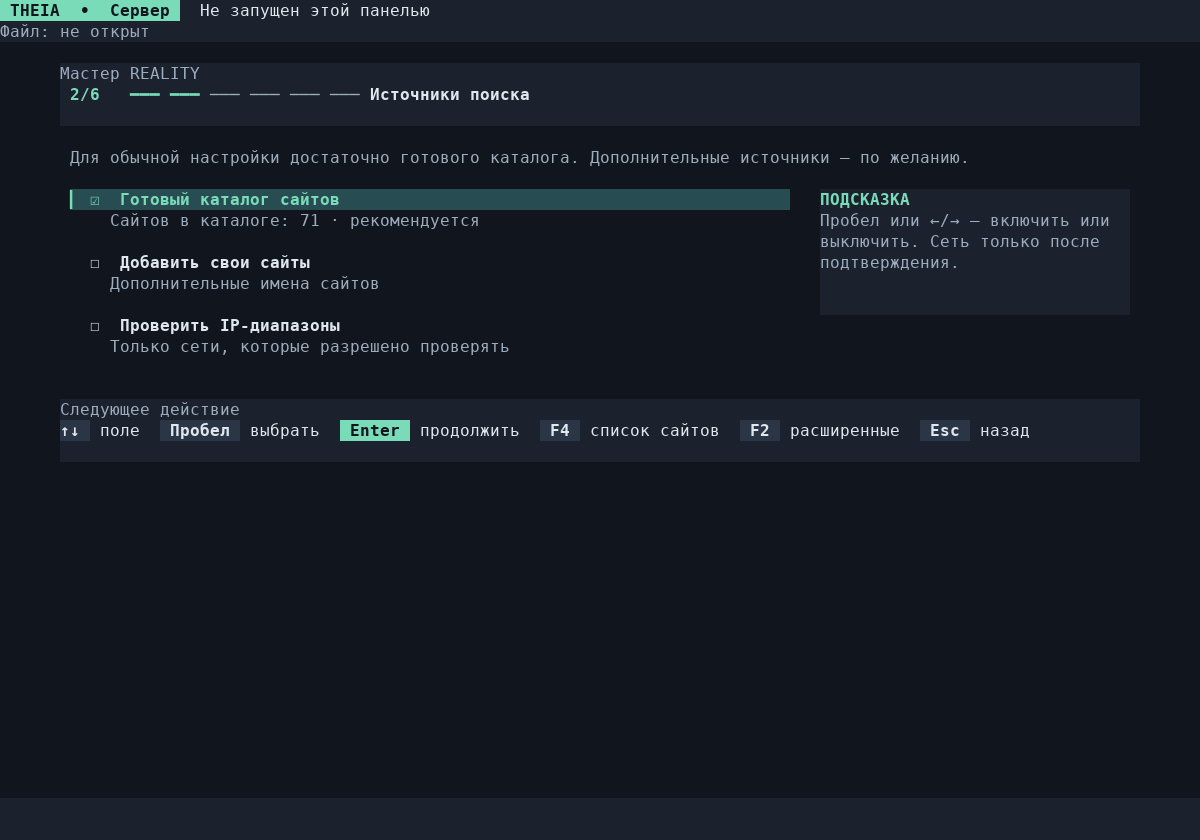 THEIA • Сервер Не запущен этой панелью
Файл: не открыт
Мастер REALITY
2/6 ━━━ ━━━ ─── ─── ─── ─── Источники поиска
Для обычной настройки достаточно готового каталога. Дополнительные источники — по желанию.
☑ Готовый каталог сайтов
Сайтов в каталоге: 71 · рекомендуется
☐ Добавить свои сайты
Дополнительные имена сайтов
☐ Проверить IP-диапазоны
Только сети, которые разрешено проверять
ПОДСКАЗКА
Пробел или ←/→ — включить или
выключить. Сеть только после
подтверждения.
Следующее действие
↑↓ поле Пробел выбрать Enter продолжить F4 список сайтов F2 расширенные Esc назад